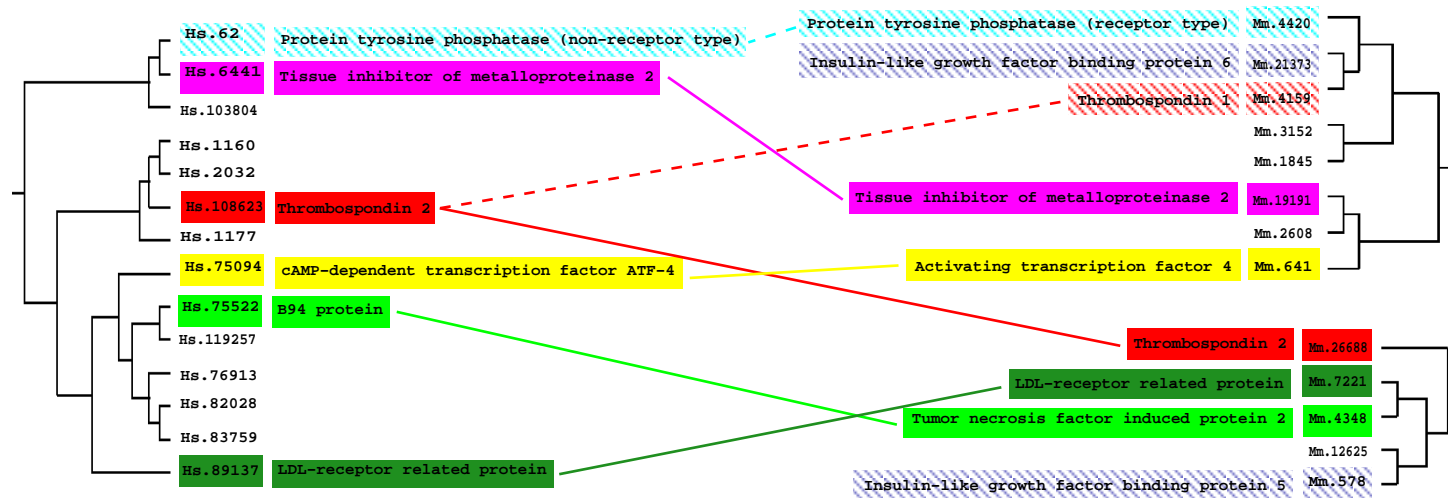 Hs.62 Protein tyrosine phosphatase (non-receptor type)
Hs.6441 Tissue inhibitor of metalloproteinase 2
Hs.103804
Hs.1160
Hs.2032
Hs.108623 Thrombospondin 2
Hs.1177
Hs.75094 cAMP-dependent transcription factor ATF-4
Hs.75522 B94 protein
Hs.119257
Hs.76913
Hs.82028
Hs.83759
Hs.89137 LDL-receptor related protein
Protein tyrosine phosphatase (receptor type) Mm.4420
Insulin-like growth factor binding protein 6 Mm.21373
Thrombospondin 1 Mm.4159
Mm.3152
Mm.1845
Tissue inhibitor of metalloproteinase 2 Mm.19191
Mm.2608
Activating transcription factor 4 Mm.641
Thrombospondin 2 Mm.26688
LDL-receptor related protein Mm.7221
Tumor necrosis factor induced protein 2 Mm.4348
Mm.12625
Insulin-like growth factor binding protein 5 Mm.578